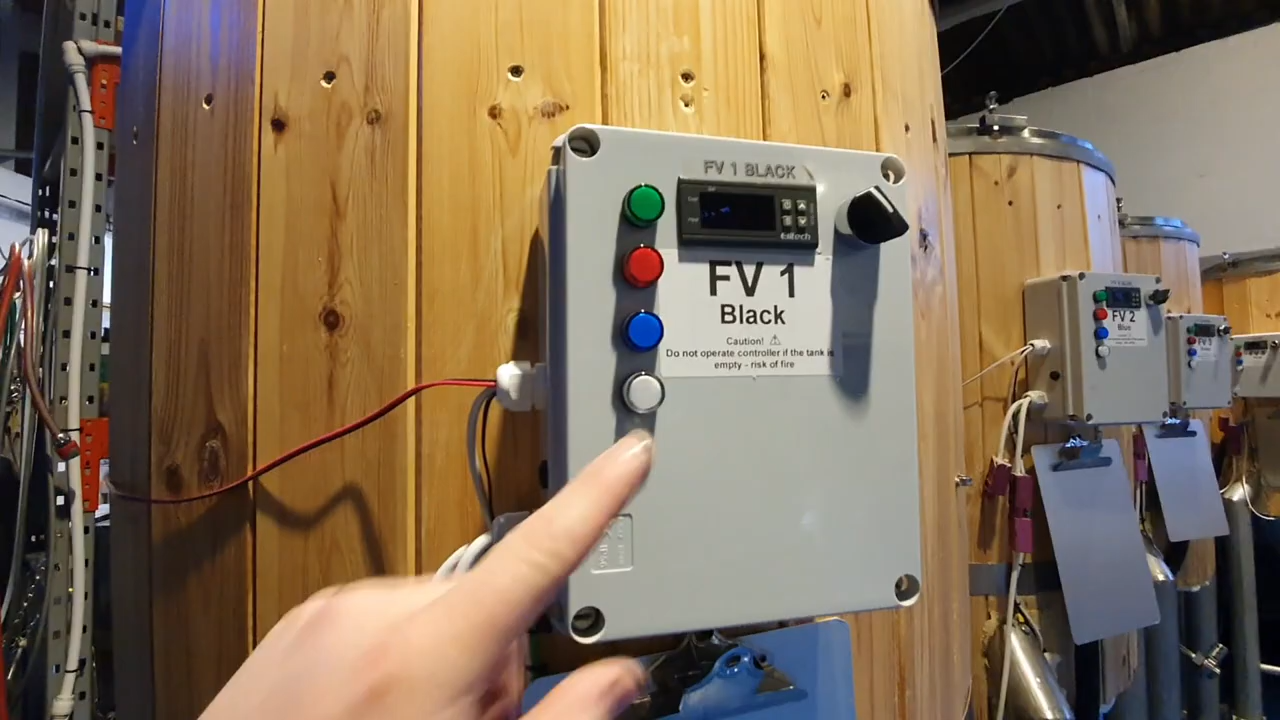 FV 1 BLACK
Elitech
FV 1
Black
Caution! ⚠
Do not operate controller if the tank is
empty - risk of fire
FV 2
Blue